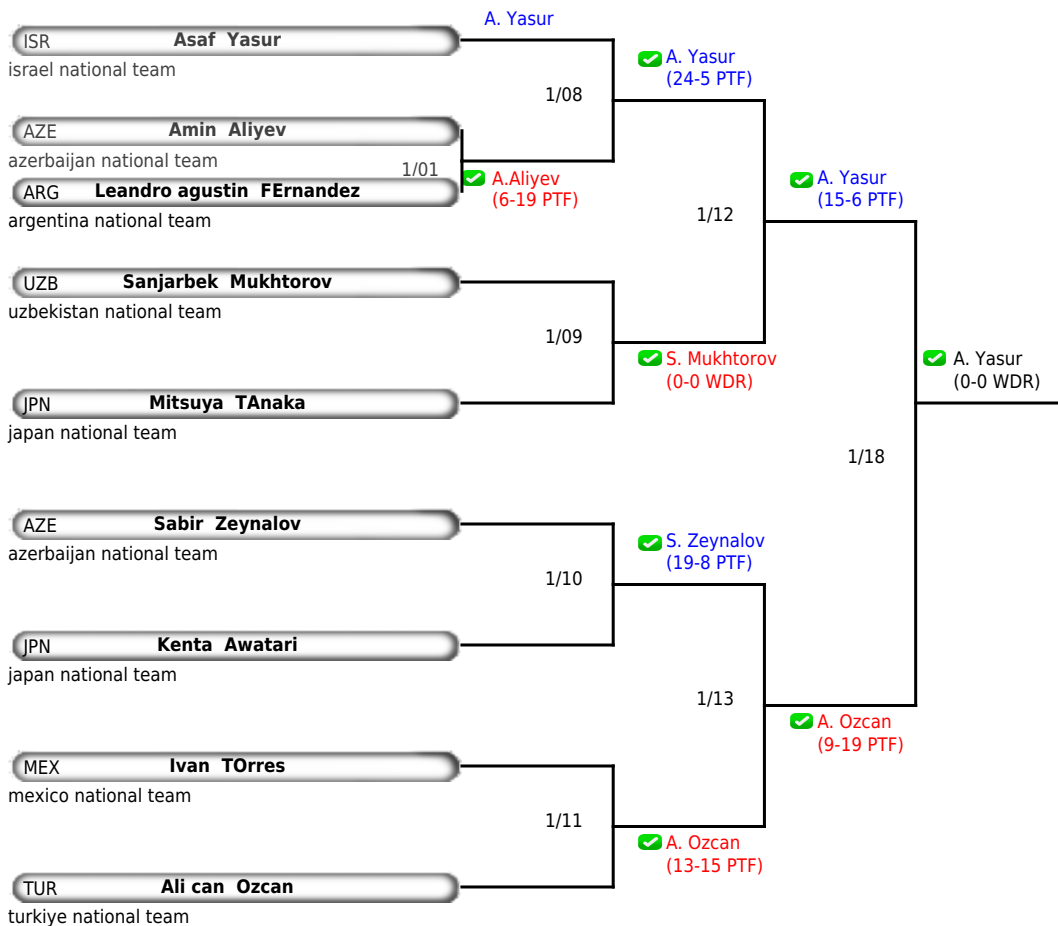 A. Yasur
ISR Asaf Yasur
israel national team
A. Yasur
(24-5 PTF)
1/08
AZE Amin Aliyev
azerbaijan national team
1/01
A.Aliyev
(6-19 PTF)
ARG Leandro agustin FErnandez
argentina national team
A. Yasur
(15-6 PTF)
1/12
UZB Sanjarbek Mukhtorov
uzbekistan national team
1/09
S. Mukhtorov
(0-0 WDR)
A. Yasur
(0-0 WDR)
JPN Mitsuya TAnaka
japan national team
1/18
AZE Sabir Zeynalov
azerbaijan national team
S. Zeynalov
(19-8 PTF)
1/10
JPN Kenta Awatari
japan national team
1/13
A. Ozcan
(9-19 PTF)
MEX Ivan TOrres
mexico national team
1/11
A. Ozcan
(13-15 PTF)
TUR Ali can Ozcan
turkiye national team